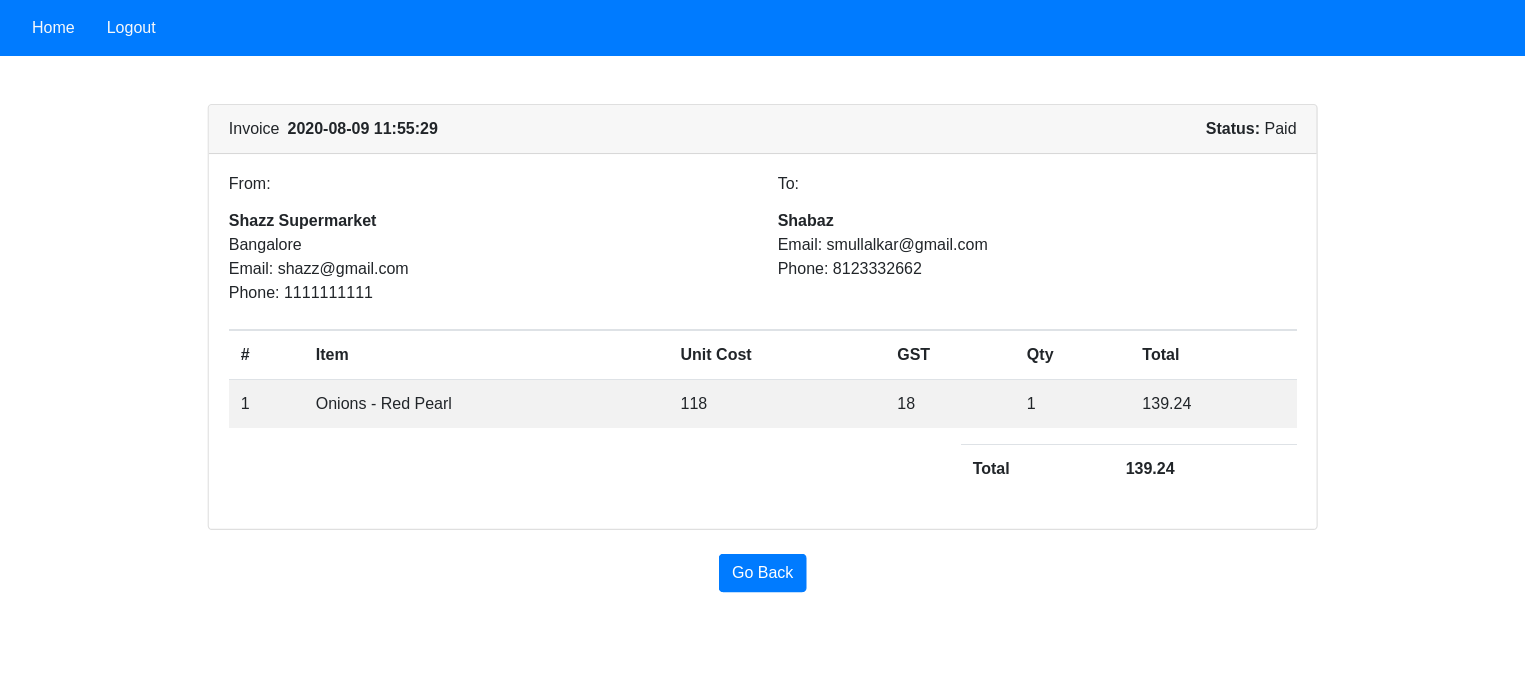 Home Logout
Invoice 2020-08-09 11:55:29 Status: Paid
From: To:
Shazz Supermarket Shabaz
Bangalore Email: smullalkar@gmail.com
Email: shazz@gmail.com Phone: 8123332662
Phone: 1111111111
# Item Unit Cost GST Qty Total
1 Onions - Red Pearl 118 18 1 139.24
Total 139.24
Go Back